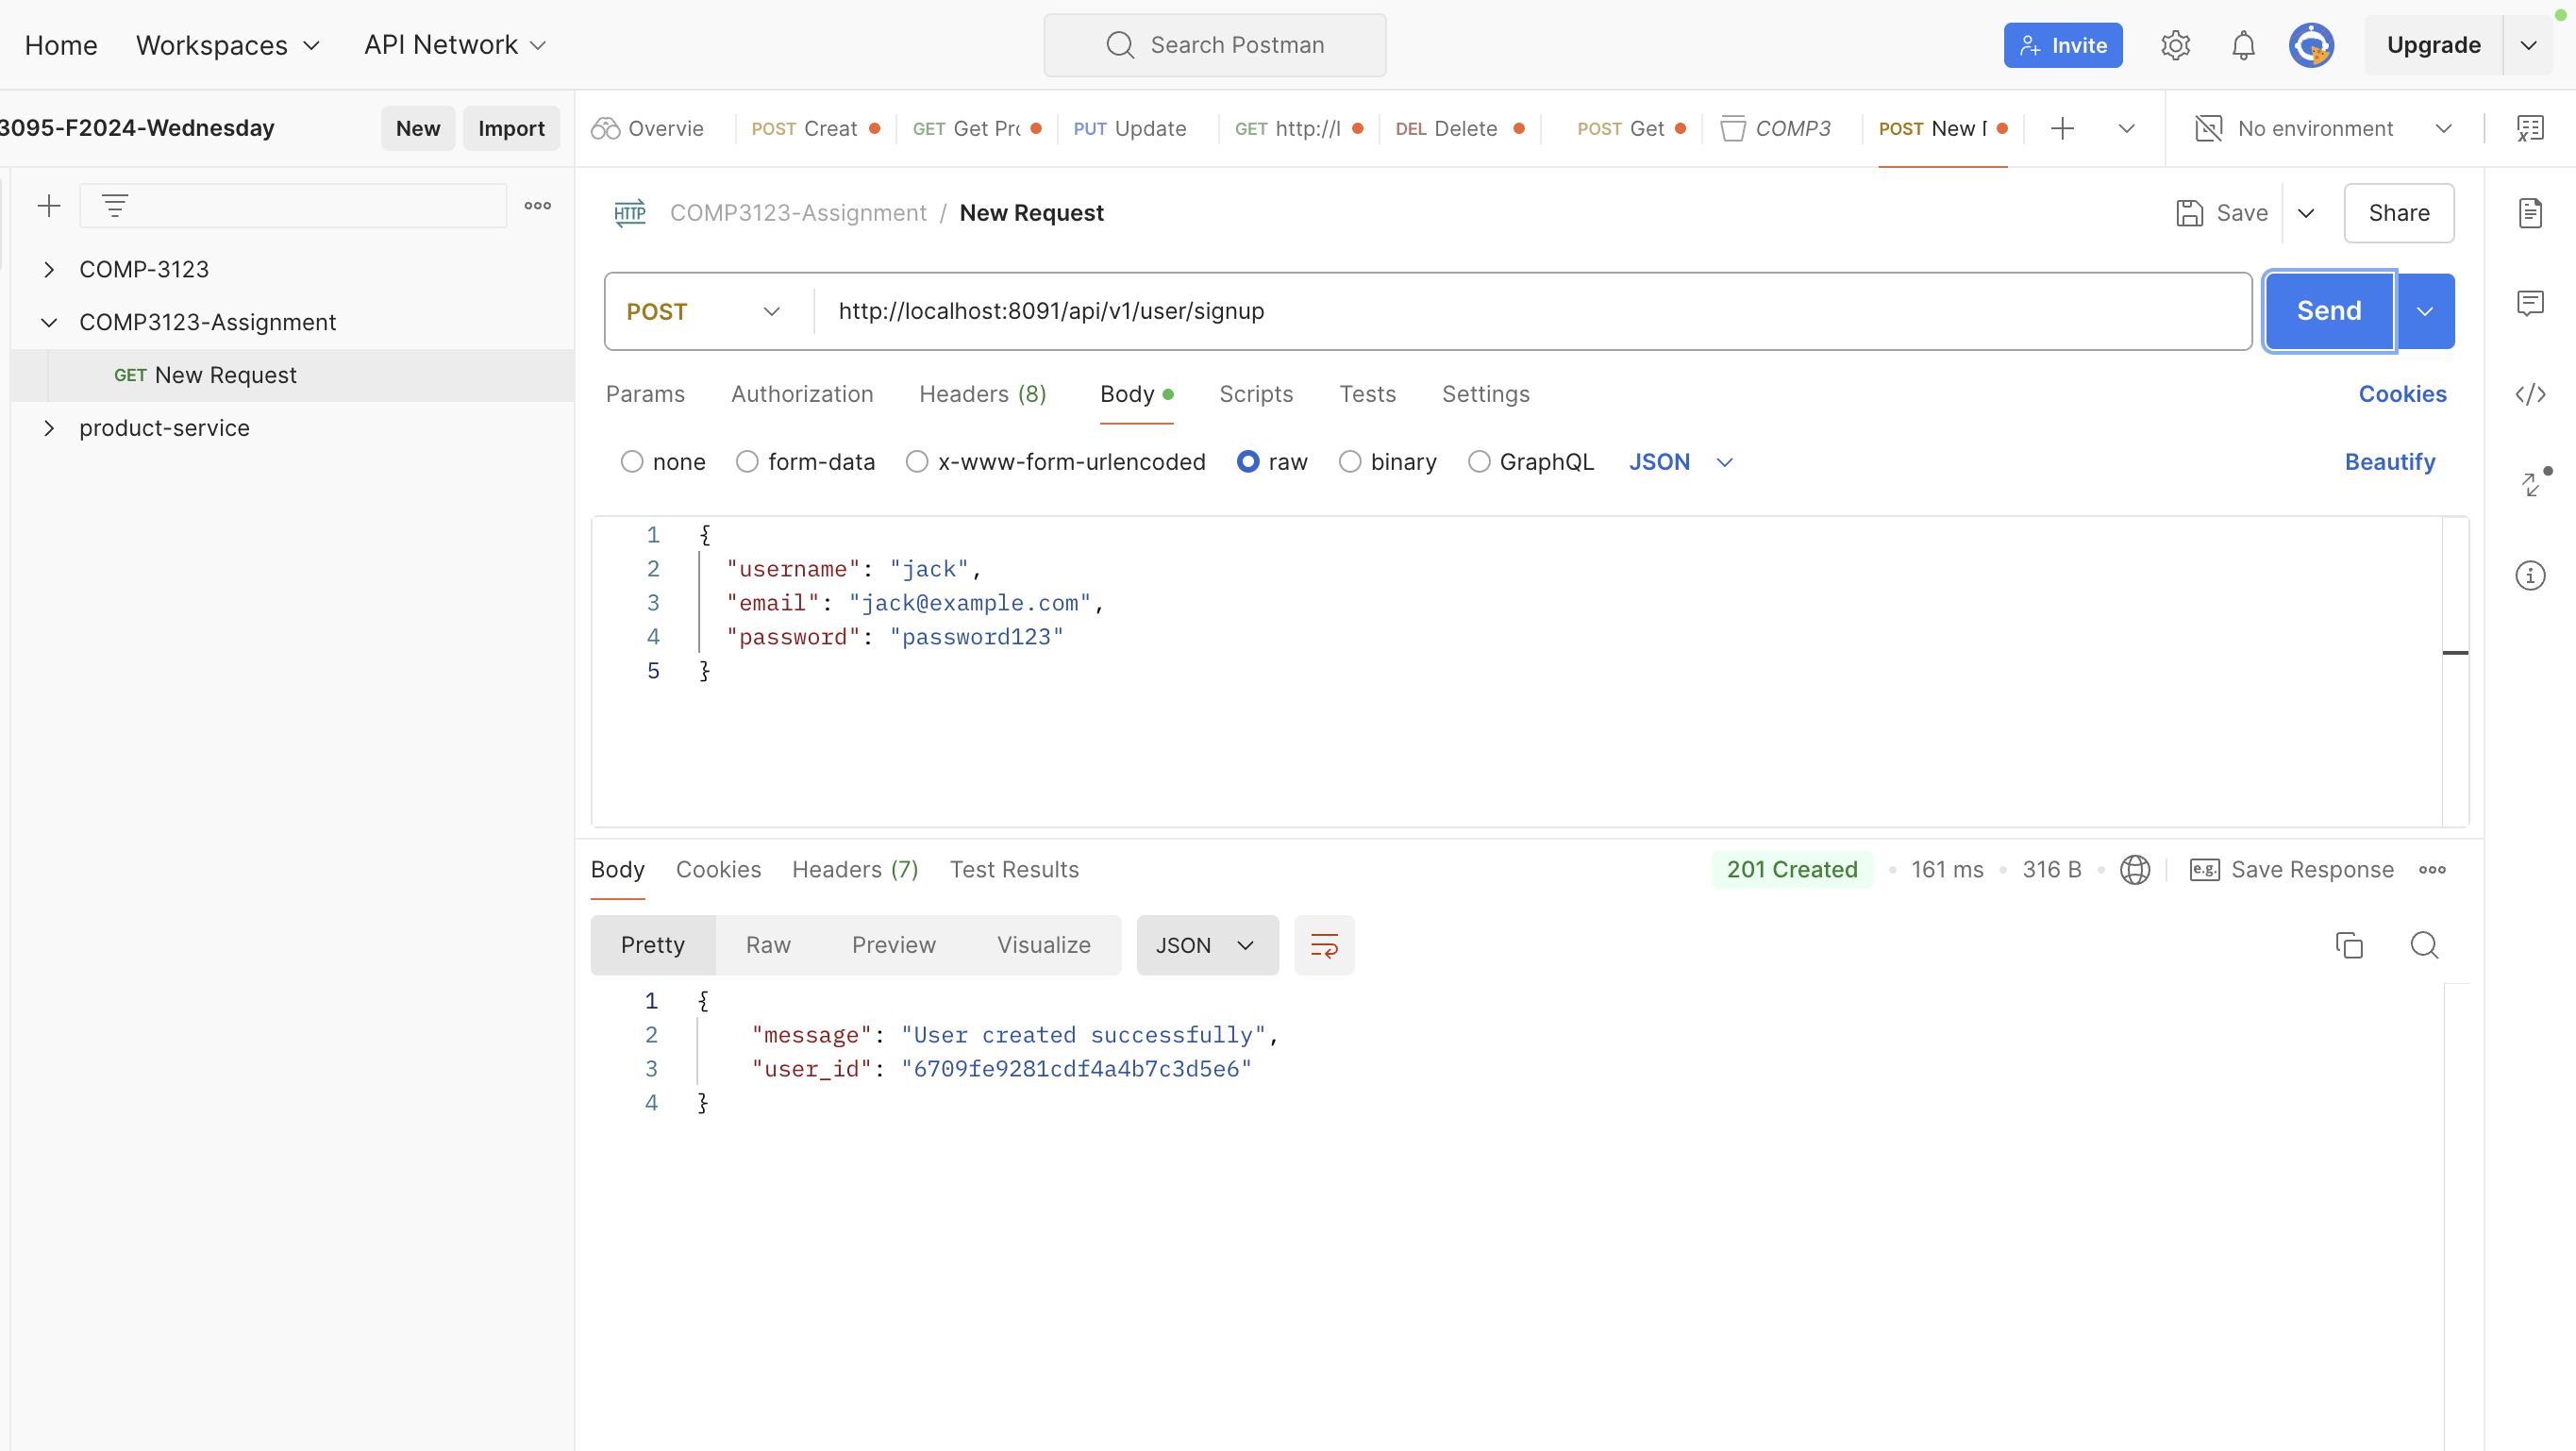 Home Workspaces API Network Search Postman Invite Upgrade
3095-F2024-Wednesday New Import Overvie POST Creat GET Get Pro PUT Update GET http://l DEL Delete POST Get COMP3 POST New No environment
HTTP COMP3123-Assignment / New Request Save Share
COMP-3123
COMP3123-Assignment
GET New Request
product-service
POST http://localhost:8091/api/v1/user/signup Send
Params Authorization Headers (8) Body Scripts Tests Settings Cookies
none form-data x-www-form-urlencoded raw binary GraphQL JSON Beautify
1 {
2 "username": "jack",
3 "email": "jack@example.com",
4 "password": "password123"
5 }
Body Cookies Headers (7) Test Results 201 Created 161 ms 316 B e.g. Save Response
Pretty Raw Preview Visualize JSON
1 {
2 "message": "User created successfully",
3 "user_id": "6709fe9281cdf4a4b7c3d5e6"
4 }